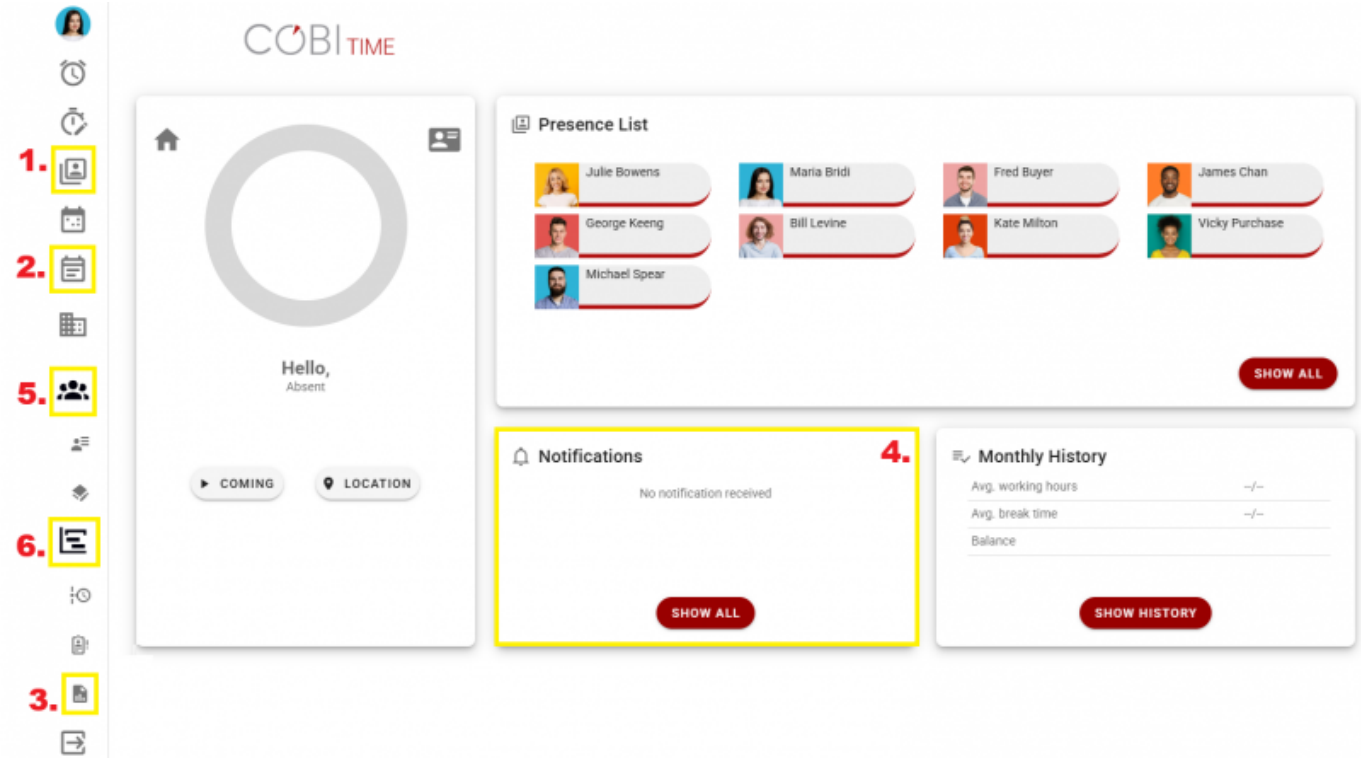 COBI TIME
1.
2.
5.
6.
3.
Hello,
Absent
COMING
LOCATION
Presence List
Julie Bowens
Maria Bridi
Fred Buyer
James Chan
George Keeng
Bill Levine
Kate Milton
Vicky Purchase
Michael Spear
SHOW ALL
Notifications
4.
No notification received
SHOW ALL
Monthly History
Avg. working hours --/--
Avg. break time --/--
Balance
SHOW HISTORY